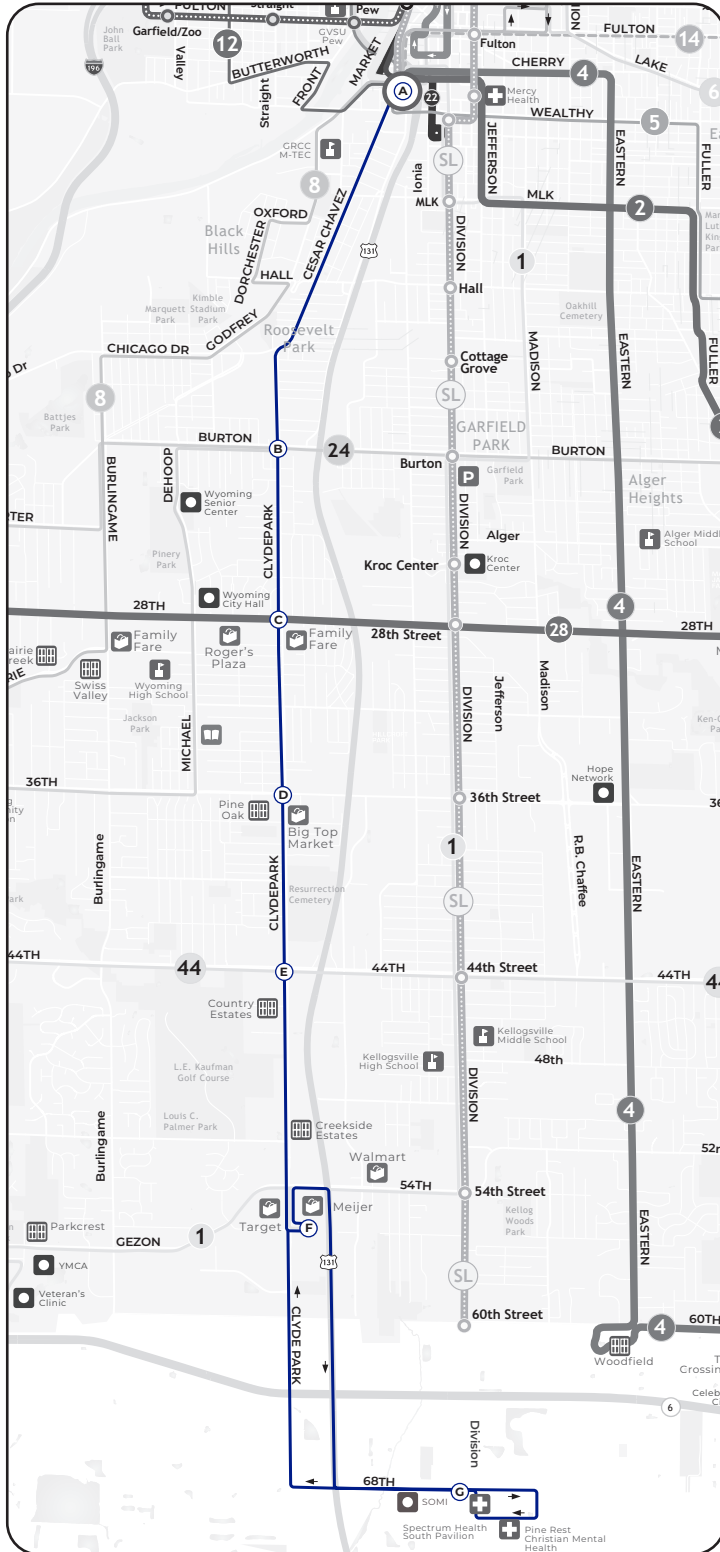 FULTON
Straight
Pew
Garfield/Zoo
John
Ball
Park
12
GVSU
Pew
MARKET
Fulton
FULTON
14
Valley
196
BUTTERWORTH
FRONT
Straight
A
22
CHERRY
4
LAKE
6
Mercy
Health
WEALTHY
5
JEFFERSON
EASTERN
FULLER
GRCC
M-TEC
8
SL
Ionia
MLK
MLK
2
OXFORD
CESAR CHAVEZ
Black
Hills
DORCHESTER
131
DIVISION
1
HALL
Hall
Kimble
Stadium
Park
Marquett
Park
GODFREY
Oakhill
Cemetery
Roosevelt
Park
CHICAGO DR
Dr
Cottage
Grove
MADISON
EASTERN
FULLER
8
SL
Battjes
Park
BURTON
B
24
GARFIELD
PARK
Burton
BURTON
DEHOOP
BURLINGAME
P
Garfield
Park
Alger
Heights
Wyoming
Senior
Center
CLYDEPARK
DIVISION
Alger
Alger Middl
School
Pinery
Park
Kroc Center
Kroc
Center
Wyoming
City Hall
28TH
C
28th Street
28
4
28TH
Family
Fare
Roger's
Plaza
Family
Fare
Swiss
Valley
Wyoming
High School
Jackson
Park
MICHAEL
DIVISION
Jefferson
Madison
Hope
Network
36TH
D
36th Street
Pine
Oak
Big Top
Market
Burlingame
CLYDEPARK
1
R.B. Chaffee
EASTERN
Resurrection
Cemetery
SL
44TH
44
E
44TH
44th Street
44TH
Country
Estates
Kellogsville
Middle School
Kellogsville
High School
48th
L.E. Kaufman
Golf Course
DIVISION
4
Louis C.
Palmer Park
Burlingame
Creekside
Estates
Walmart
54TH
54th Street
Target
Meijer
F
Kellog
Woods
Park
Parkcrest
GEZON
1
EASTERN
YMCA
131
SL
Veteran's
Clinic
CLYDE PARK
60th Street
4
60TH
Woodfield
6
Division
68TH
G
SOMI
Spectrum Health
South Pavilion
Pine Rest
Christian Mental
Health